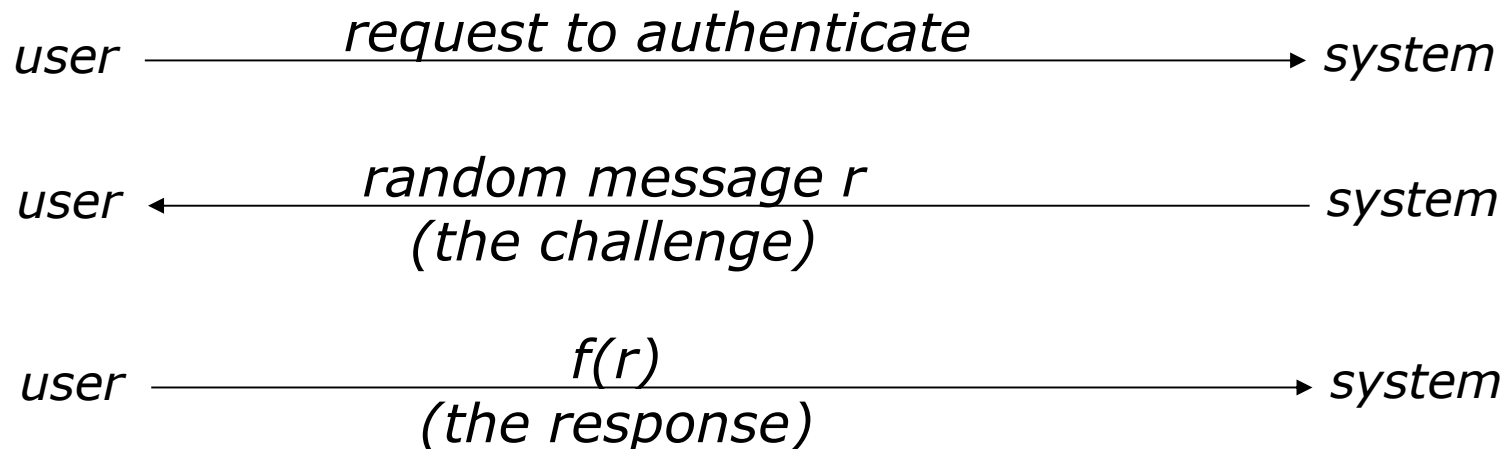 user request to authenticate system
user random message r system
(the challenge)
user f(r) system
(the response)